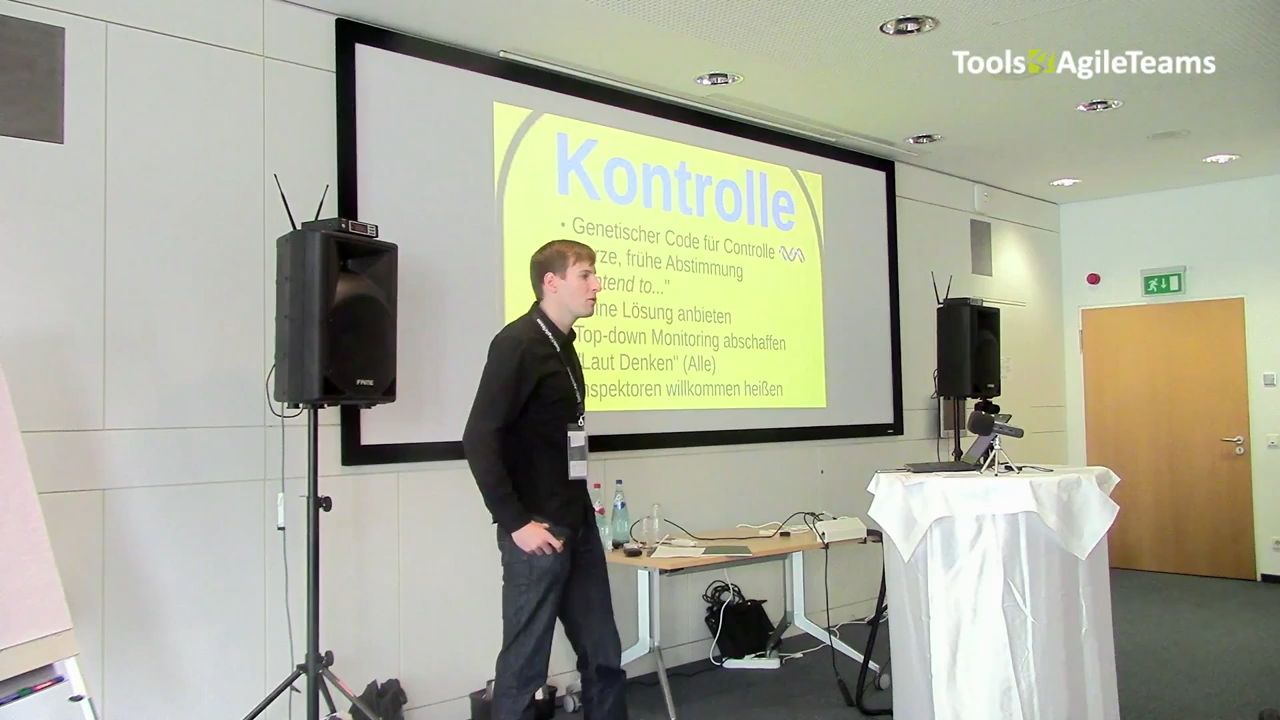 Tools4AgileTeams
Kontrolle
• Genetischer Code für Controlle
rze, frühe Abstimmung
tend to..."
ine Lösung anbieten
Top-down Monitoring abschaffen
"Laut Denken" (Alle)
nspektoren willkommen heißen